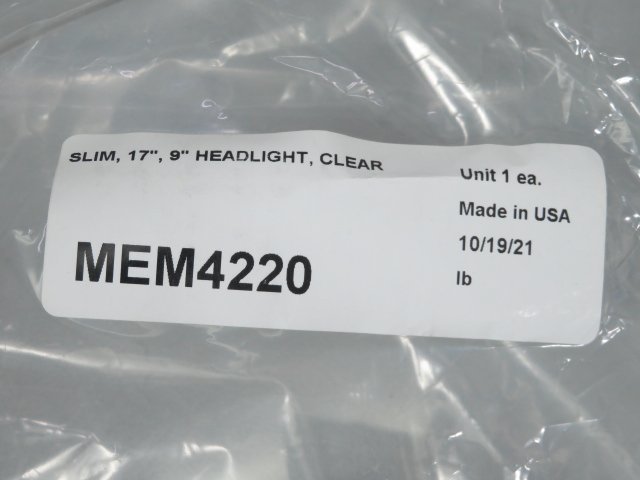 SLIM, 17", 9" HEADLIGHT, CLEAR
MEM4220
Unit 1 ea.
Made in USA
10/19/21
lb